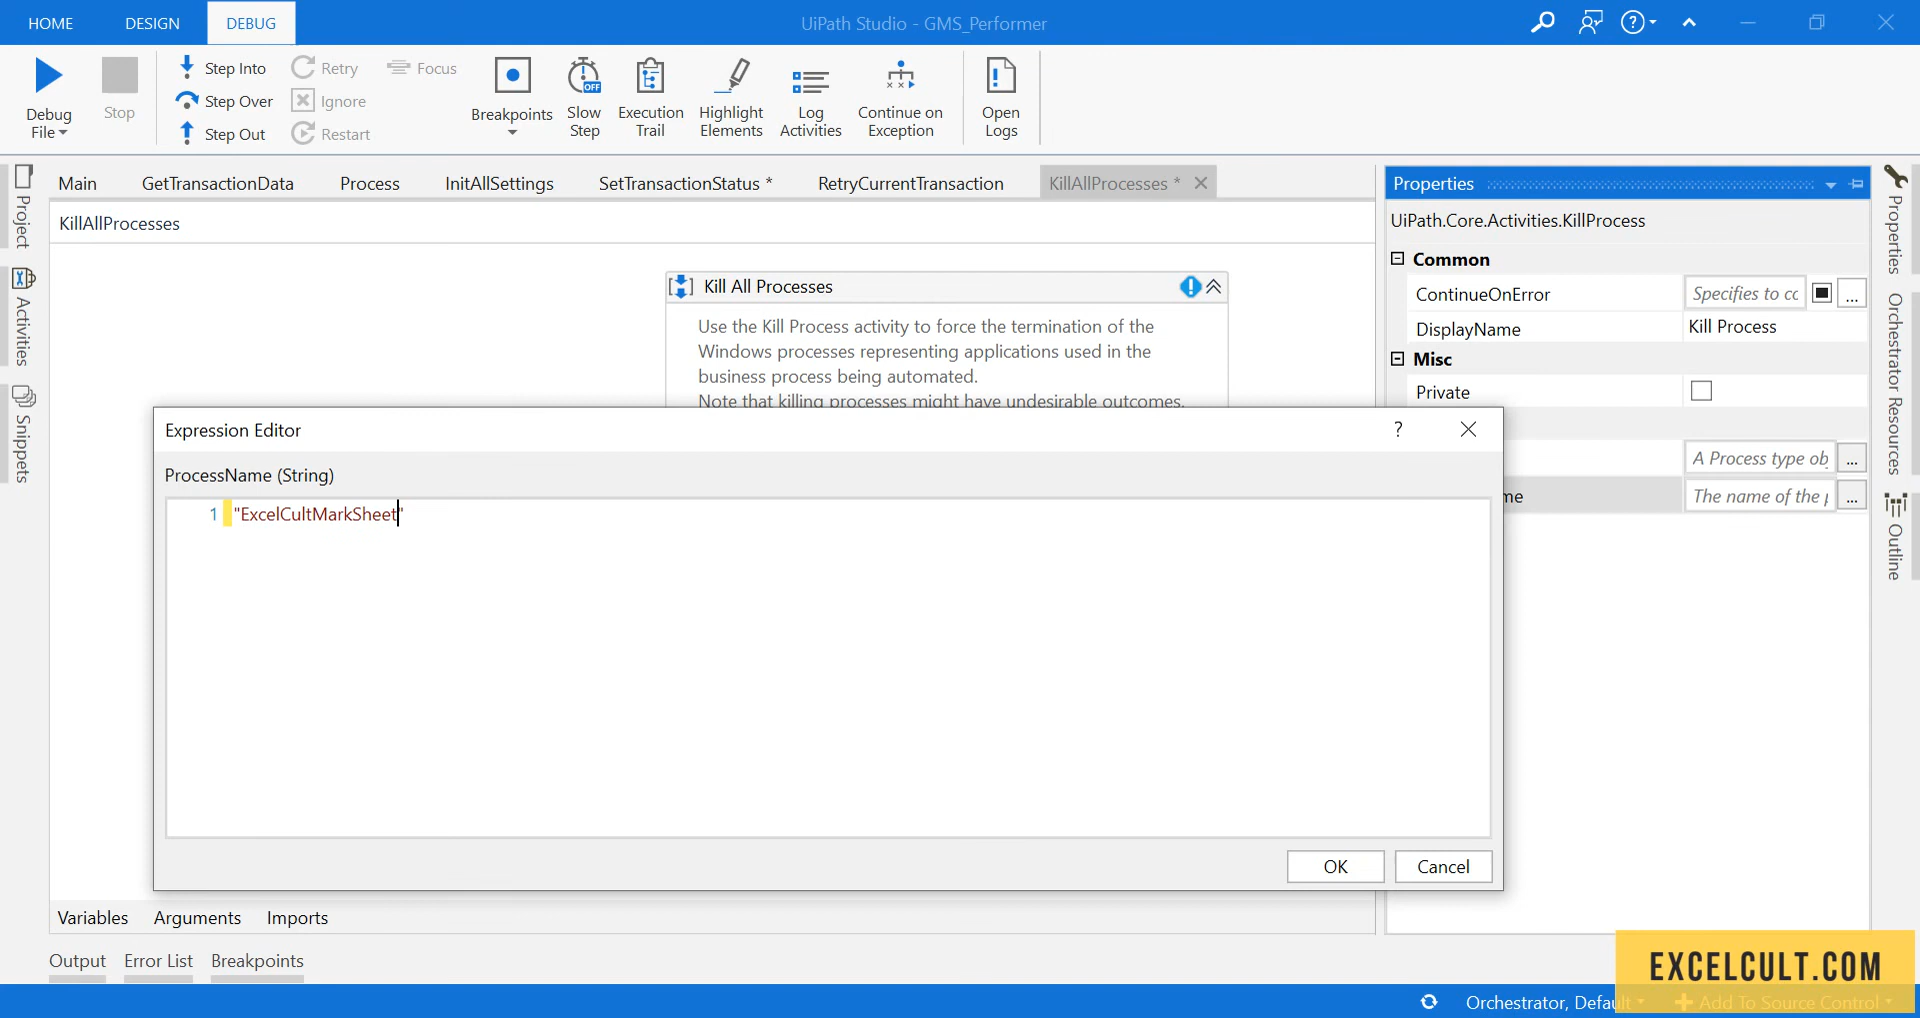 HOME DESIGN DEBUG UiPath Studio - GMS_Performer
Debug File
Stop
Step Into
Step Over
Step Out
Retry
Ignore
Restart
Focus
Breakpoints
Slow Step
OFF
Execution Trail
Highlight Elements
Log Activities
Continue on Exception
Open Logs
Project
Activities
Snippets
Main GetTransactionData Process InitAllSettings SetTransactionStatus * RetryCurrentTransaction KillAllProcesses *
KillAllProcesses
Kill All Processes
Use the Kill Process activity to force the termination of the
Windows processes representing applications used in the
business process being automated.
Note that killing processes might have undesirable outcomes,
Expression Editor ?
ProcessName (String)
1 "ExcelCultMarkSheet"
OK Cancel
Properties
UiPath.Core.Activities.KillProcess
Common
ContinueOnError Specifies to cc ...
DisplayName Kill Process
Misc
Private
A Process type ob ...
me The name of the p ...
Properties
Orchestrator Resources
Outline
Variables Arguments Imports
Output Error List Breakpoints
EXCELCULT.COM
Orchestrator, Default Add To Source Control